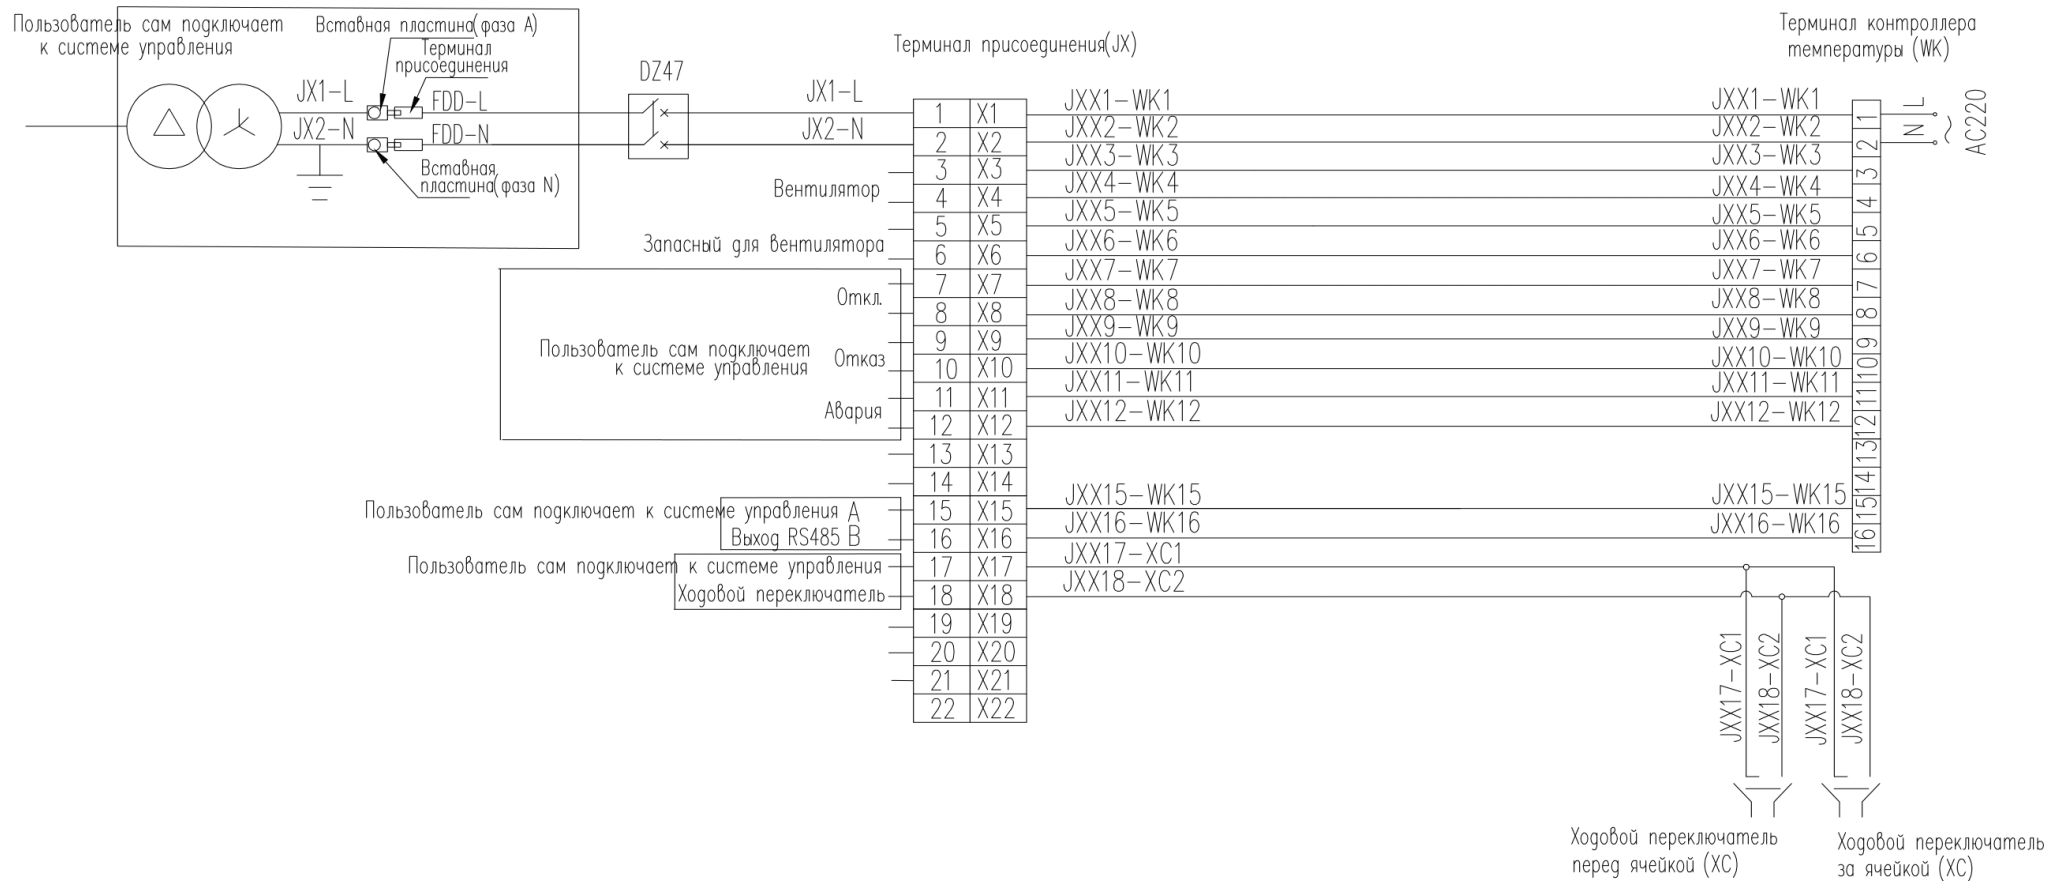 Пользователь сам подключает
к системе управления
Вставная пластина(фаза А)
Терминал
присоединения
JX1-L
FDD-L
JX2-N
FDD-N
Вставная
пластина(фаза N)
DZ47
JX1-L
JX2-N
Терминал присоединения(JX)
Терминал контроллера
температуры (WK)
1 X1 JXX1-WK1 JXX1-WK1 1 L
2 X2 JXX2-WK2 JXX2-WK2 2 N
~ AC220
3 X3 JXX3-WK3 JXX3-WK3 3
Вентилятор
4 X4 JXX4-WK4 JXX4-WK4 4
5 X5 JXX5-WK5 JXX5-WK5 5
Запасный для вентилятора
6 X6 JXX6-WK6 JXX6-WK6 6
7 X7 JXX7-WK7 JXX7-WK7 7
Откл.
8 X8 JXX8-WK8 JXX8-WK8 8
9 X9 JXX9-WK9 JXX9-WK9 9
Пользователь сам подключает
к системе управления
Отказ
10 X10 JXX10-WK10 JXX10-WK10 10
11 X11 JXX11-WK11 JXX11-WK11 11
Авария
12 X12 JXX12-WK12 JXX12-WK12 12
13 X13 13
14 X14 14
Пользователь сам подключает к системе управления А
15 X15 JXX15-WK15 JXX15-WK15 15
Выход RS485 В
16 X16 JXX16-WK16 JXX16-WK16 16
Пользователь сам подключает к системе управления
17 X17 JXX17-XC1
Ходовой переключатель
18 X18 JXX18-XC2
19 X19
20 X20
21 X21
22 X22
JXX17-XC1
JXX18-XC2
JXX17-XC1
JXX18-XC2
Ходовой переключатель
перед ячейкой (ХС)
Ходовой переключатель
за ячейкой (ХС)